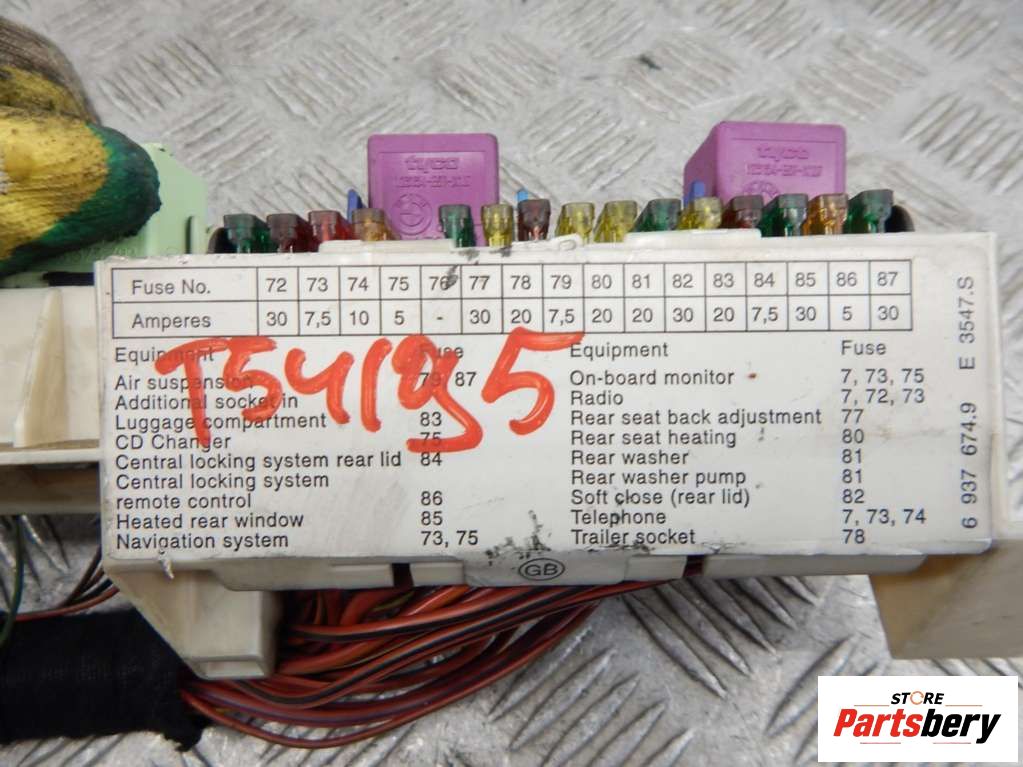 tyco
tyco
Fuse No. 72 73 74 75 76 77 78 79 80 81 82 83 84 85 86 87
Amperes 30 7,5 10 5 - 30 20 7,5 20 20 30 20 7,5 30 5 30
Equipment Fuse
Air suspension 79, 87
Additional socket in
Luggage compartment 83
CD Changer 75
Central locking system rear lid 84
Central locking system
remote control 86
Heated rear window 85
Navigation system 73, 75
Equipment Fuse
On-board monitor 7, 73, 75
Radio 7, 72, 73
Rear seat back adjustment 77
Rear seat heating 80
Rear washer 81
Rear washer pump 81
Soft close (rear lid) 82
Telephone 7, 73, 74
Trailer socket 78
GB
6 937 674.9 E 3547.S
STORE
Partsbery